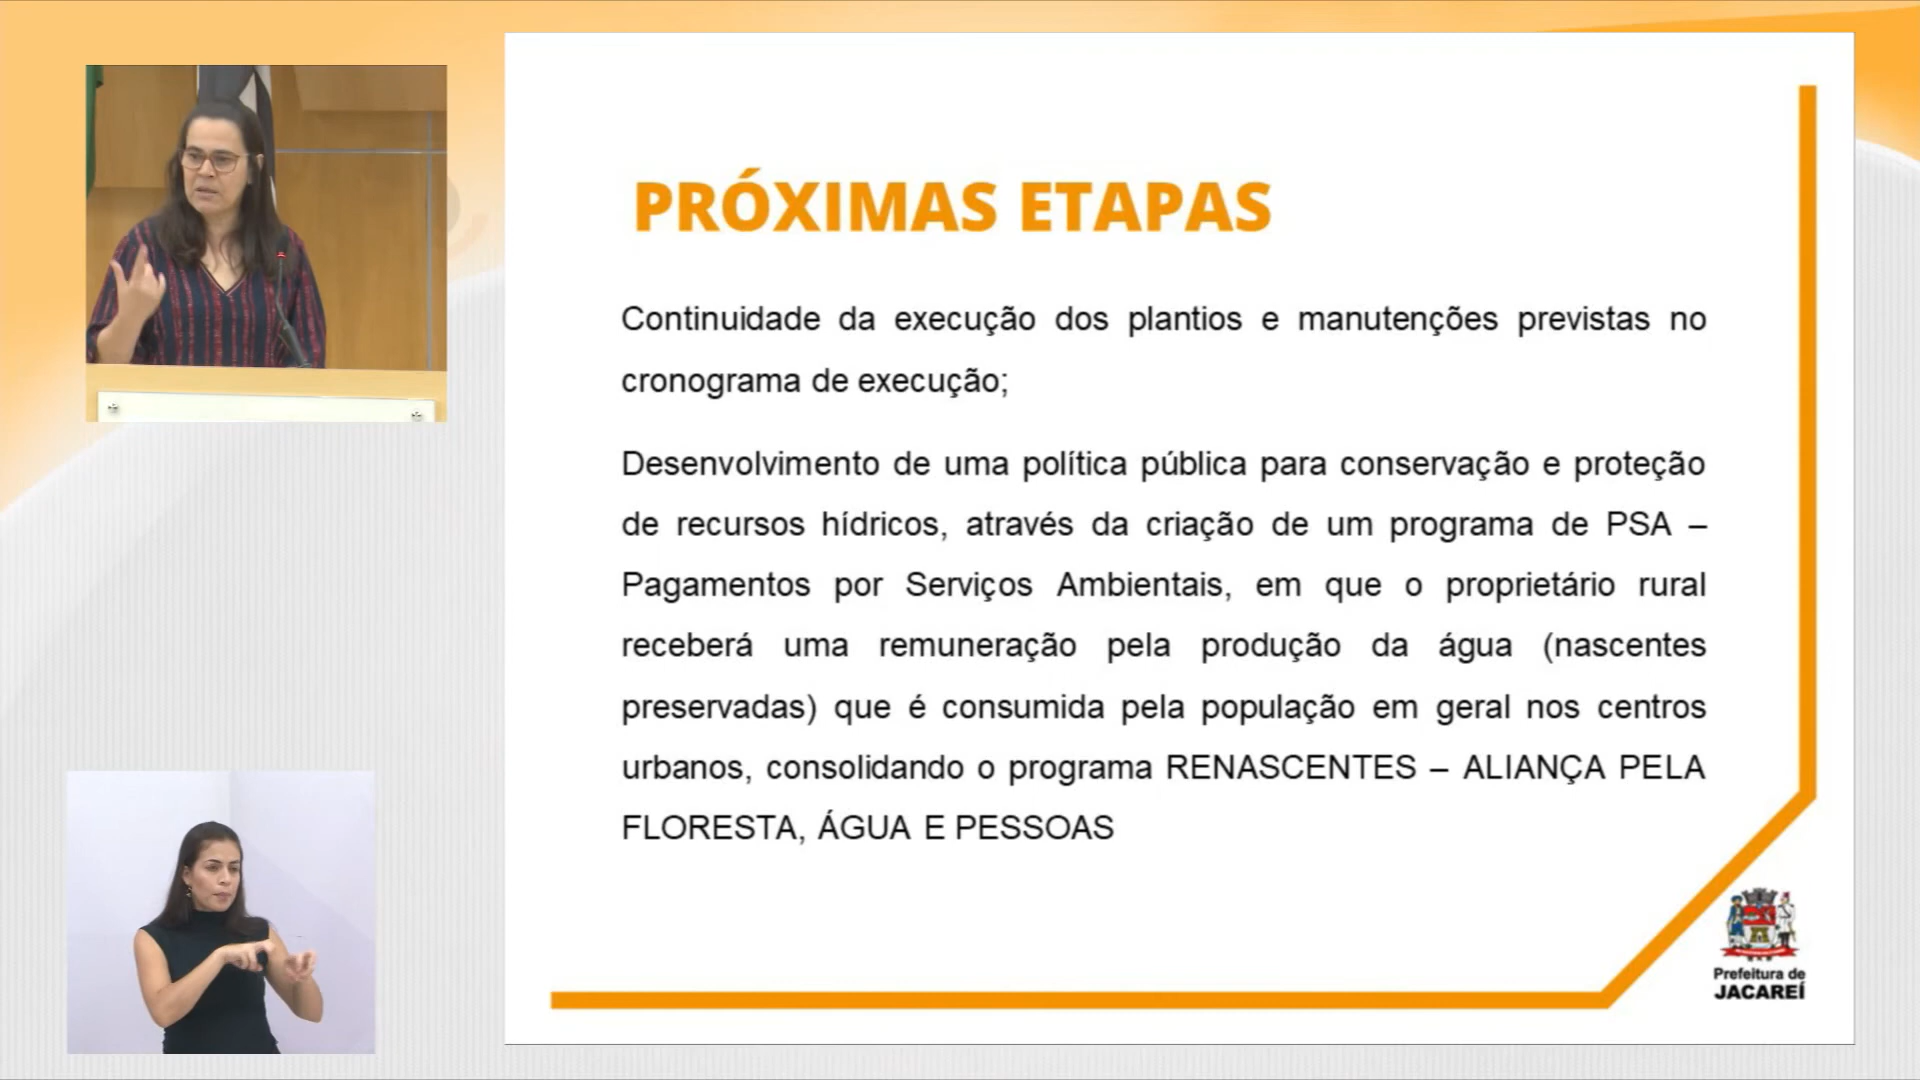 PRÓXIMAS ETAPAS
Continuidade da execução dos plantios e manutenções previstas no
cronograma de execução;
Desenvolvimento de uma política pública para conservação e proteção
de recursos hídricos, através da criação de um programa de PSA –
Pagamentos por Serviços Ambientais, em que o proprietário rural
receberá uma remuneração pela produção da água (nascentes
preservadas) que é consumida pela população em geral nos centros
urbanos, consolidando o programa RENASCENTES – ALIANÇA PELA
FLORESTA, ÁGUA E PESSOAS
Prefeitura de
JACAREÍ